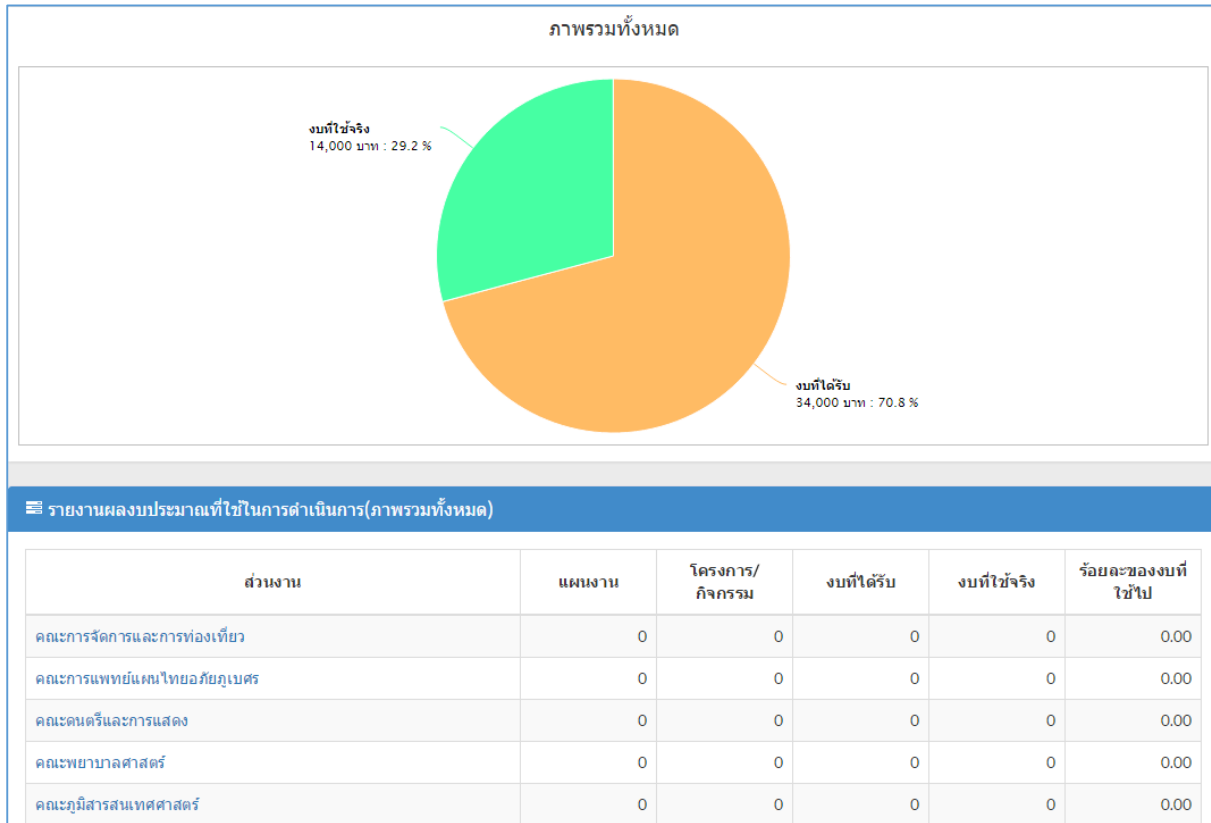 ภาพรวมทั้งหมด
งบที่ใช้จริง
14,000 บาท : 29.2 %
งบที่ได้รับ
34,000 บาท : 70.8 %
รายงานผลงบประมาณที่ใช้ในการดำเนินการ(ภาพรวมทั้งหมด)
ส่วนงาน แผนงาน โครงการ/ งบที่ได้รับ งบที่ใช้จริง ร้อยละของงบที่
กิจกรรม ใช้ไป
คณะการจัดการและการท่องเที่ยว 0 0 0 0 0.00
คณะการแพทย์แผนไทยอภัยภูเบศร 0 0 0 0 0.00
คณะดนตรีและการแสดง 0 0 0 0 0.00
คณะพยาบาลศาสตร์ 0 0 0 0 0.00
คณะภูมิสารสนเทศศาสตร์ 0 0 0 0 0.00